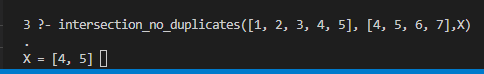 3 ?- intersection_no_duplicates([1, 2, 3, 4, 5], [4, 5, 6, 7],X)
.
X = [4, 5]